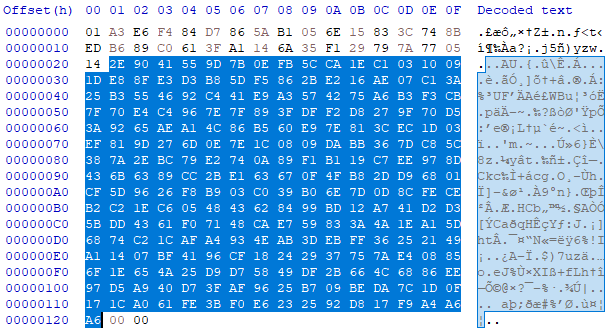 Offset(h) 00 01 02 03 04 05 06 07 08 09 0A 0B 0C 0D 0E 0F Decoded text
00000000 01 A3 E6 F4 84 D7 86 5A B1 05 6E 15 83 3C 74 8B .£æô„׆Z±.n.ƒ<t‹
00000010 ED B6 89 C0 61 3F A1 14 6A 35 F1 29 79 7A 77 05 í¶‰Àa?¡.j5ñ)yzw.
00000020 14 2E 90 41 55 9D 7B 0E FB 5C CA 1E C1 03 10 09 ...AU.{.û\Ê.Á...
00000030 1D E8 8F E3 D3 B8 5D F5 86 2B E2 16 AE 07 C1 3A .è.ãÓ¸]õ†+â.®.Á:
00000040 25 B3 55 46 92 C4 41 E9 A3 57 42 75 A6 B3 F3 CB %³UF’ÄAé£WBu¦³óË
00000050 7F 70 E4 C4 96 7E 7F 89 3F DF F2 D8 27 9F 70 D5 .päÄ–~.‰?ßòØ'ŸpÕ
00000060 3A 92 65 AE A1 4C 86 B5 60 E9 7E 81 3C EC 1D 03 :’e®¡L†µ`é~.<ì..
00000070 EF 81 9D 27 6D 0E 7E 1C 08 09 DA BB 36 7D C8 5C ï..'m.~...Ú»6}È\
00000080 38 7A 2E BC 79 E2 74 0A 89 F1 B1 19 C7 EE 97 8D 8z.¼yât.‰ñ±.Çî—.
00000090 43 6B 63 89 CC 2B E1 63 67 0F 4F B8 2D D9 68 01 Ckc‰Ì+ácg.O¸-Ùh.
000000A0 CF 5D 96 26 F8 B9 03 C0 39 B0 6E 7D 0D 8C FE CE Ï]–&ø¹.À9°n}.ŒþÎ
000000B0 B2 C2 1E C6 05 48 43 62 84 99 BD 12 A7 41 D2 D3 ²Â.Æ.HCb„™½.§AÒÓ
000000C0 5B DD 43 61 F0 71 48 CA E7 59 83 3A 4A 1E A1 5D [ÝCaðqHÊçYƒ:J.¡]
000000D0 68 74 C2 1C AF A4 93 4E AB 3D EB FF 36 25 21 49 htÂ.¯¤“N«=ëÿ6%!I
000000E0 A1 14 07 BF 41 96 CF 18 24 29 37 75 7A E4 08 85 ¡..¿A–Ï.$)7uzä.…
000000F0 6F 1E 65 4A 25 D9 D7 58 49 DF 2B 66 4C 68 86 EE o.eJ%Ù×XIß+fLh†î
00000100 97 D5 A9 40 D7 3F AF 96 25 B7 09 BE DA 7C 1D 0F —Õ©@×?¯–%·.¾Ú|..
00000110 17 1C A0 61 FE 3B F0 E6 23 25 92 D8 17 F9 A4 A6 .. aþ;ðæ#%’Ø.ù¤¦
00000120 A6 00 00 ¦..